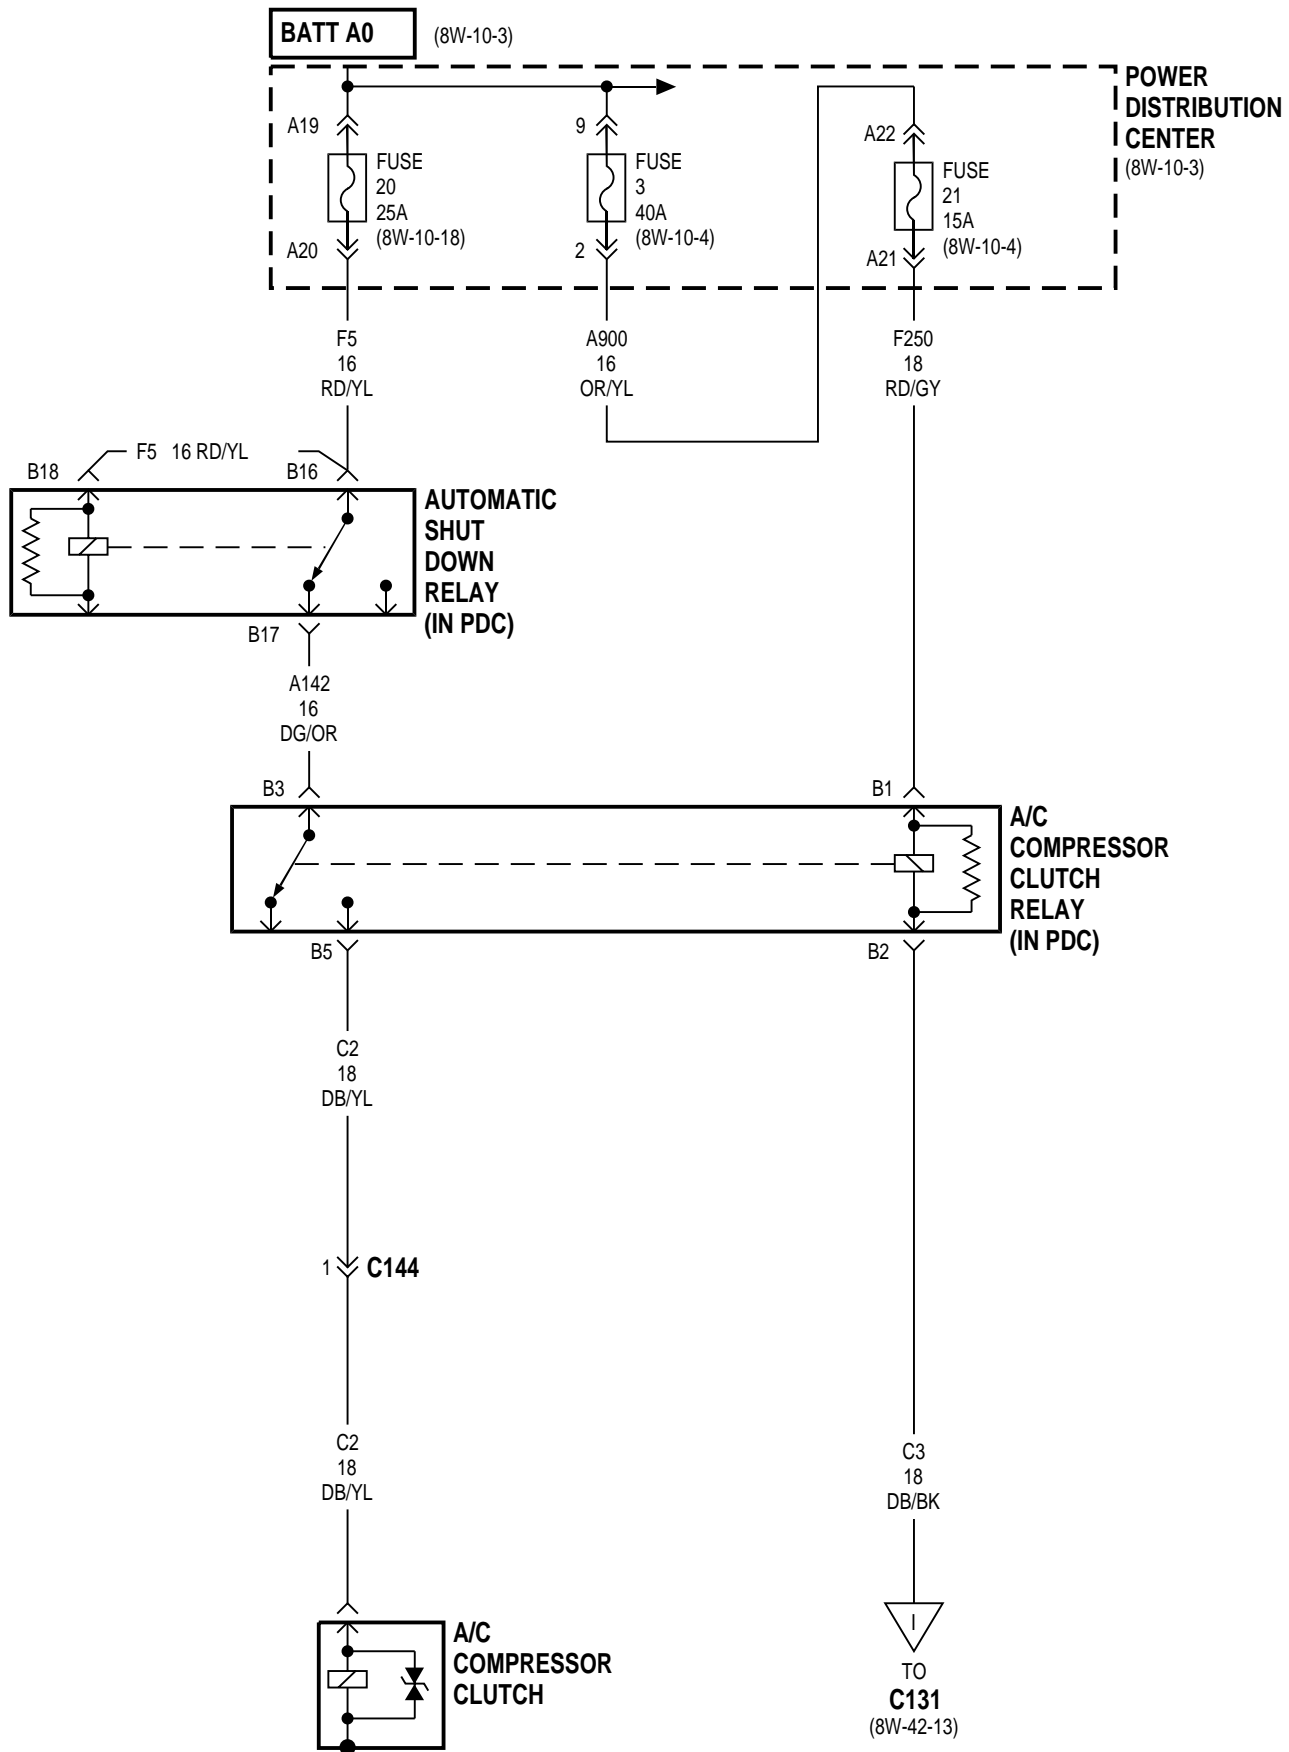 BATT A0 (8W-10-3)
POWER
DISTRIBUTION
CENTER
(8W-10-3)
A19
FUSE
20
25A
(8W-10-18)
A20
9
FUSE
3
40A
(8W-10-4)
2
A22
FUSE
21
15A
(8W-10-4)
A21
F5
16
RD/YL
A900
16
OR/YL
F250
18
RD/GY
F5 16 RD/YL
B18
B16
AUTOMATIC
SHUT
DOWN
RELAY
(IN PDC)
B17
A142
16
DG/OR
B3
B1
A/C
COMPRESSOR
CLUTCH
RELAY
(IN PDC)
B5
B2
C2
18
DB/YL
1 C144
C2
18
DB/YL
C3
18
DB/BK
A/C
COMPRESSOR
CLUTCH
I
TO
C131
(8W-42-13)